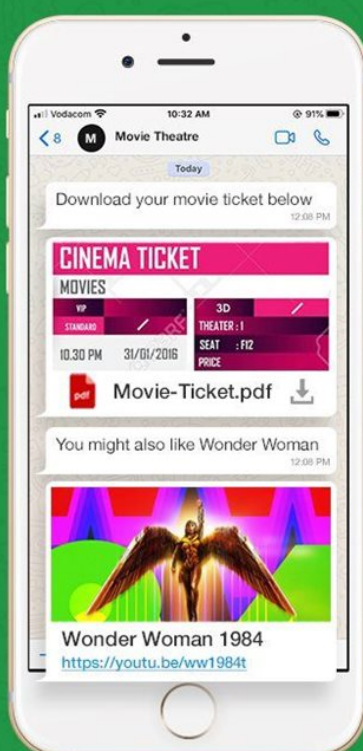 Vodacom
10:32 AM
91%
8
M
Movie Theatre
Today
Download your movie ticket below
12:08 PM
CINEMA TICKET
MOVIES
VIP
STANDARD
3D
THEATER : 1
SEAT : F12
10.30 PM 31/01/2016
PRICE
pdf
Movie-Ticket.pdf
You might also like Wonder Woman
12:08 PM
Wonder Woman 1984
https://youtu.be/ww1984t